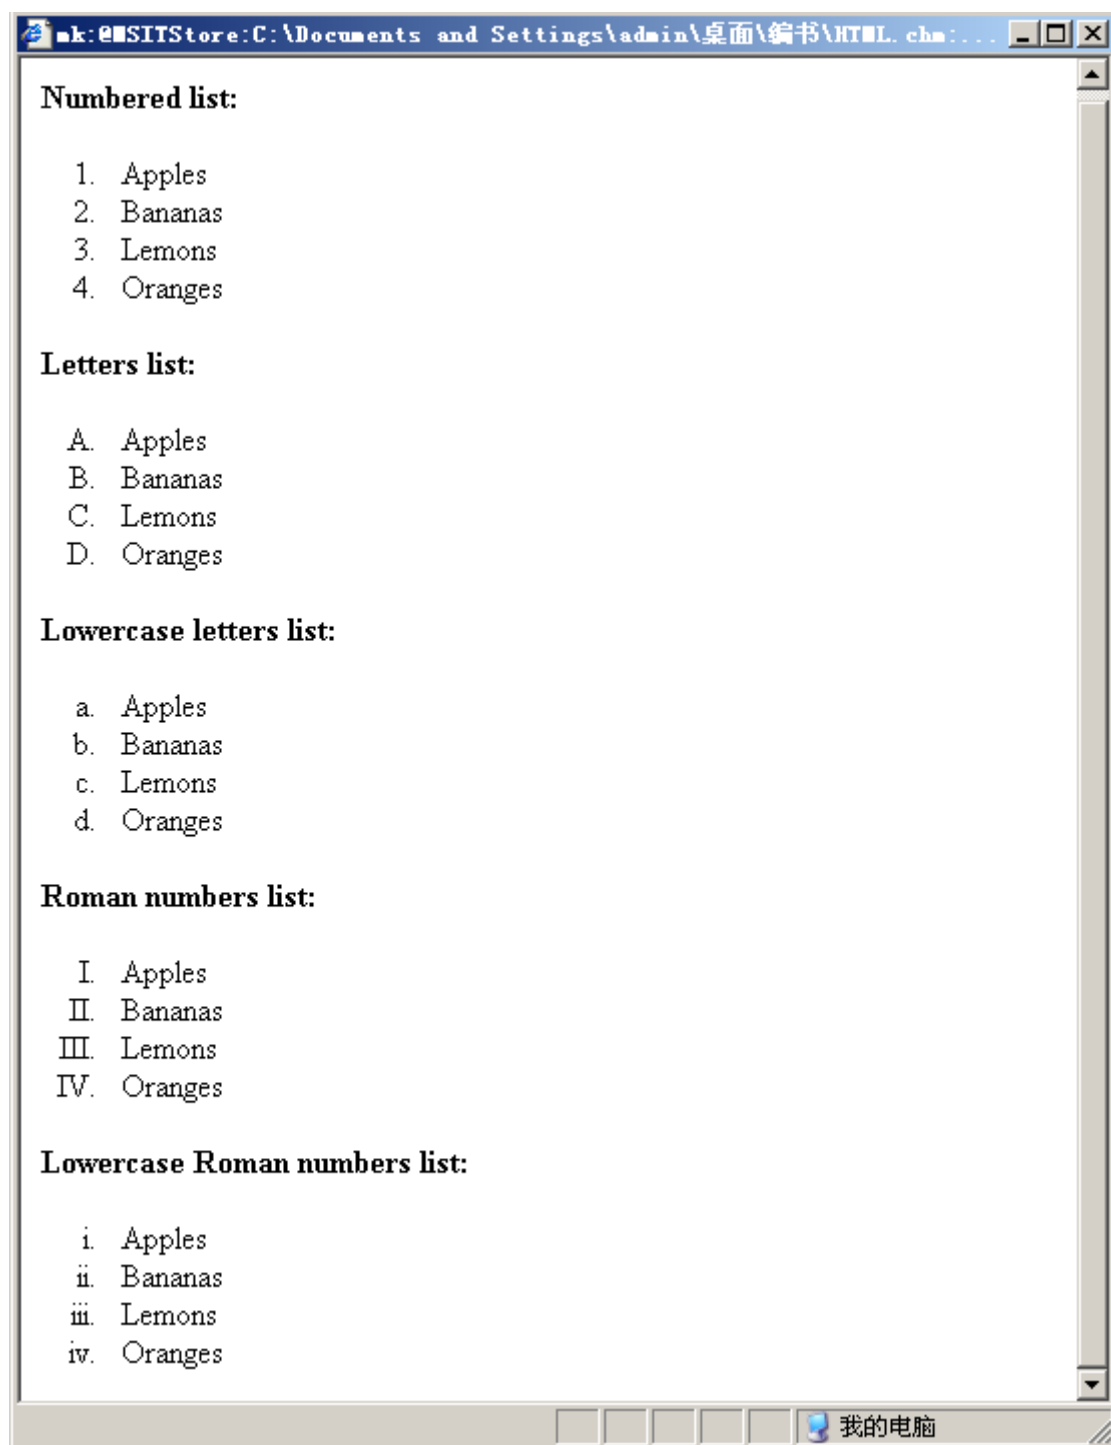 mk:@MSITStore:C:\Documents and Settings\admin\桌面\编书\HTML.chm:...
Numbered list:
1. Apples
2. Bananas
3. Lemons
4. Oranges
Letters list:
A. Apples
B. Bananas
C. Lemons
D. Oranges
Lowercase letters list:
a. Apples
b. Bananas
c. Lemons
d. Oranges
Roman numbers list:
I. Apples
II. Bananas
III. Lemons
IV. Oranges
Lowercase Roman numbers list:
i. Apples
ii. Bananas
iii. Lemons
iv. Oranges
我的电脑